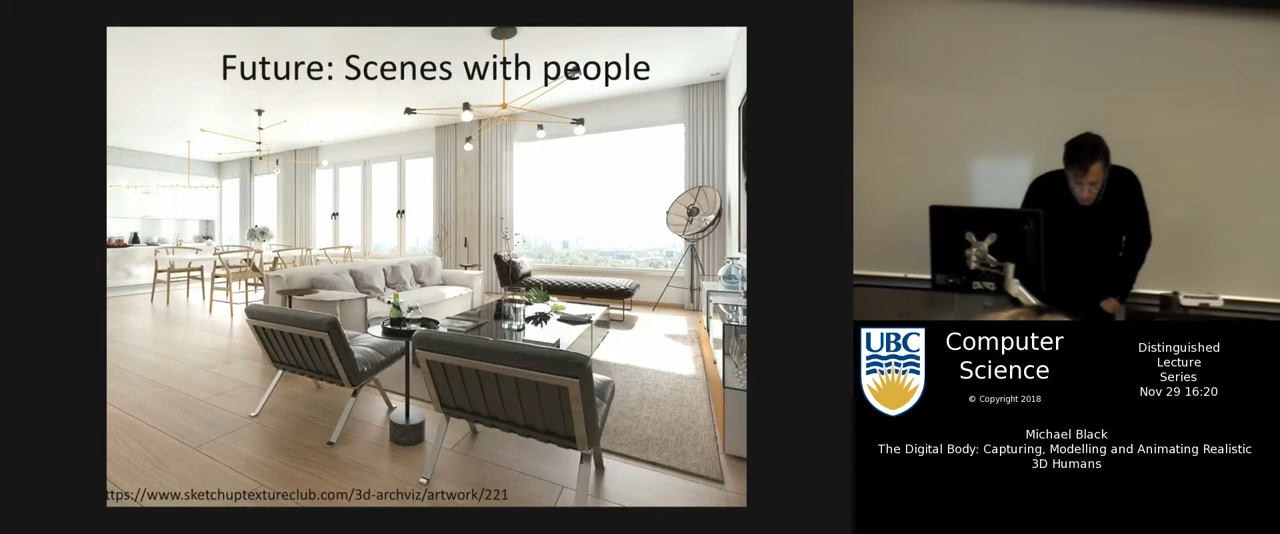 Future: Scenes with people
ttps://www.sketchuptextureclub.com/3d-archviz/artwork/221
UBC
Computer
Science
© Copyright 2018
Distinguished
Lecture
Series
Nov 29 16:20
Michael Black
The Digital Body: Capturing, Modelling and Animating Realistic
3D Humans